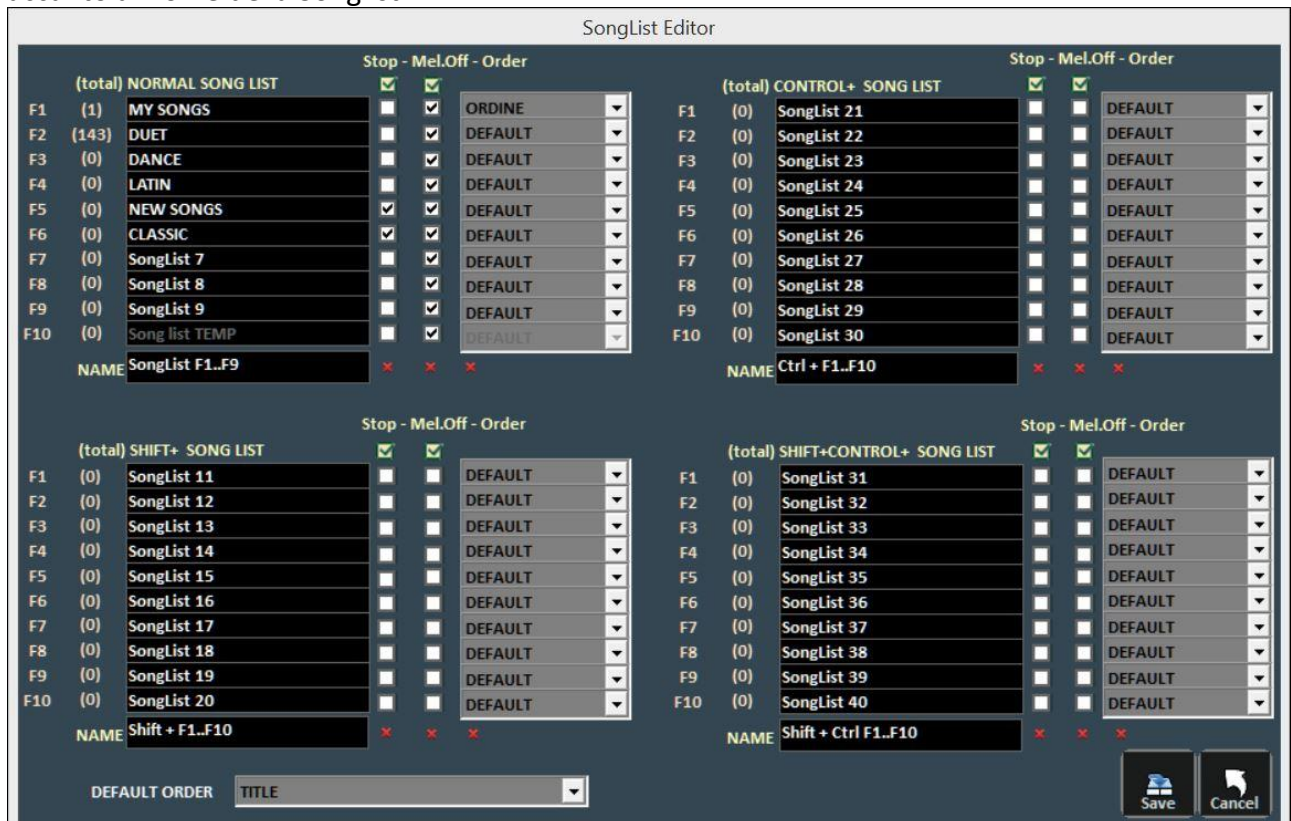 SongList Editor
Stop - Mel.Off - Order
(total) NORMAL SONG LIST
F1 (1) MY SONGS ORDINE
F2 (143) DUET DEFAULT
F3 (0) DANCE DEFAULT
F4 (0) LATIN DEFAULT
F5 (0) NEW SONGS DEFAULT
F6 (0) CLASSIC DEFAULT
F7 (0) SongList 7 DEFAULT
F8 (0) SongList 8 DEFAULT
F9 (0) SongList 9 DEFAULT
F10 (0) Song list TEMP DEFAULT
NAME SongList F1..F9
Stop - Mel.Off - Order
(total) CONTROL+ SONG LIST
F1 (0) SongList 21 DEFAULT
F2 (0) SongList 22 DEFAULT
F3 (0) SongList 23 DEFAULT
F4 (0) SongList 24 DEFAULT
F5 (0) SongList 25 DEFAULT
F6 (0) SongList 26 DEFAULT
F7 (0) SongList 27 DEFAULT
F8 (0) SongList 28 DEFAULT
F9 (0) SongList 29 DEFAULT
F10 (0) SongList 30 DEFAULT
NAME Ctrl + F1..F10
Stop - Mel.Off - Order
(total) SHIFT+ SONG LIST
F1 (0) SongList 11 DEFAULT
F2 (0) SongList 12 DEFAULT
F3 (0) SongList 13 DEFAULT
F4 (0) SongList 14 DEFAULT
F5 (0) SongList 15 DEFAULT
F6 (0) SongList 16 DEFAULT
F7 (0) SongList 17 DEFAULT
F8 (0) SongList 18 DEFAULT
F9 (0) SongList 19 DEFAULT
F10 (0) SongList 20 DEFAULT
NAME Shift + F1..F10
Stop - Mel.Off - Order
(total) SHIFT+CONTROL+ SONG LIST
F1 (0) SongList 31 DEFAULT
F2 (0) SongList 32 DEFAULT
F3 (0) SongList 33 DEFAULT
F4 (0) SongList 34 DEFAULT
F5 (0) SongList 35 DEFAULT
F6 (0) SongList 36 DEFAULT
F7 (0) SongList 37 DEFAULT
F8 (0) SongList 38 DEFAULT
F9 (0) SongList 39 DEFAULT
F10 (0) SongList 40 DEFAULT
NAME Shift + Ctrl F1..F10
DEFAULT ORDER TITLE
Save Cancel